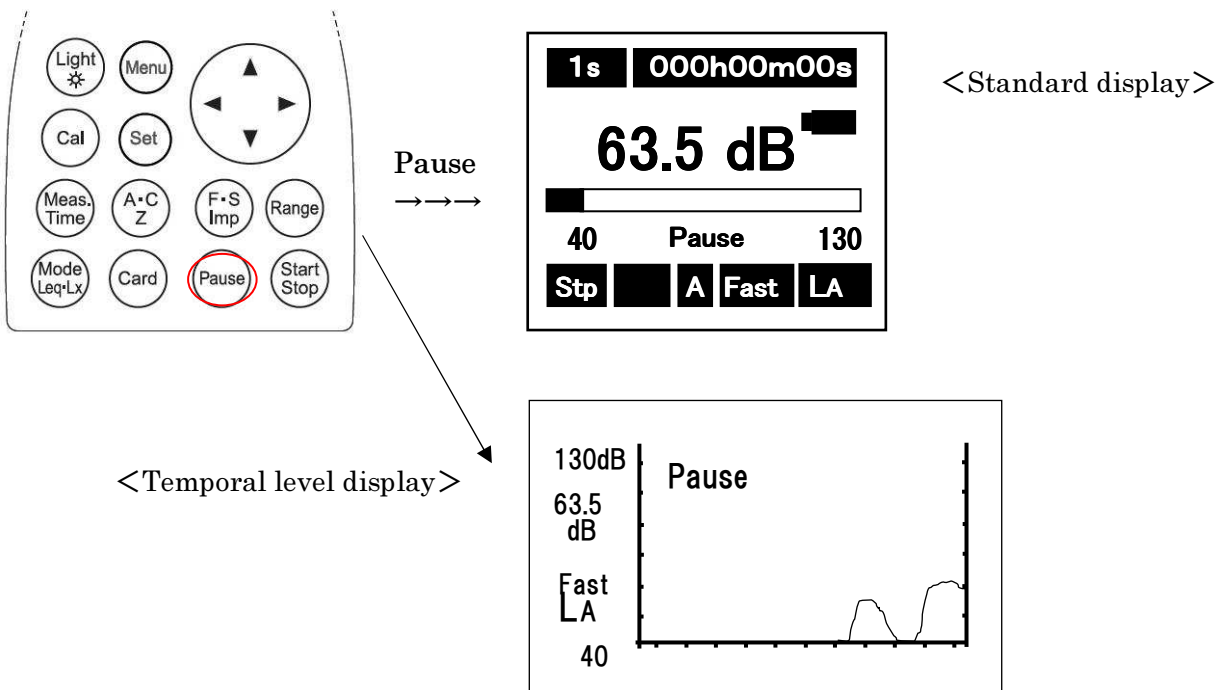 Light
Menu
Cal
Set
Meas.
Time
A・C
Z
F・S
Imp
Range
Mode
Leq・Lx
Card
Pause
Start
Stop
Pause
→→→
1s 000h00m00s
63.5 dB
40 Pause 130
Stp A Fast LA
<Standard display>
<Temporal level display>
130dB
Pause
63.5
dB
Fast
LA
40